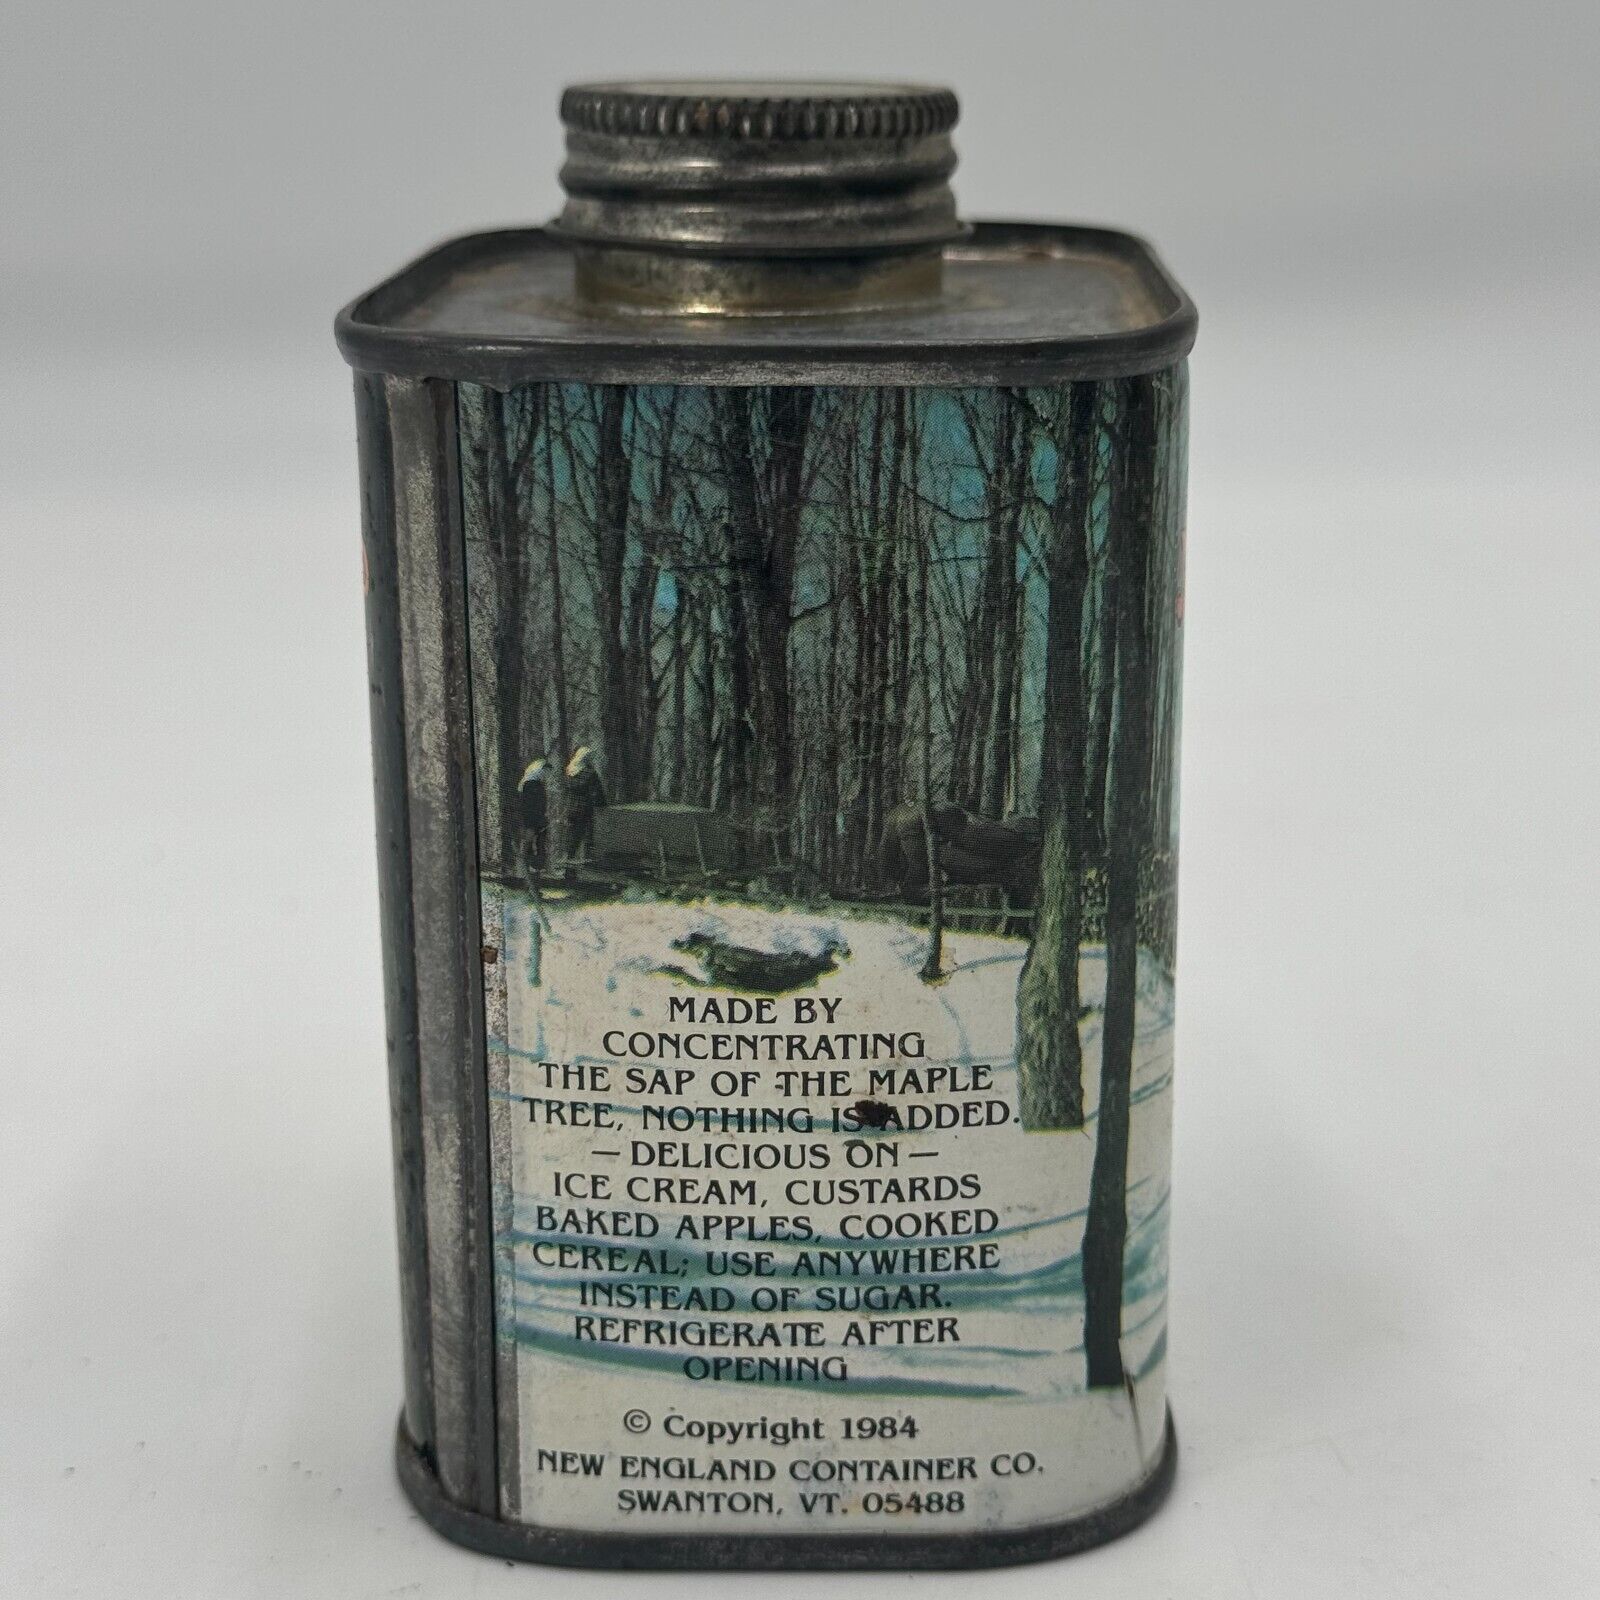 MADE BY
CONCENTRATING
THE SAP OF THE MAPLE
TREE, NOTHING IS ADDED.
— DELICIOUS ON —
ICE CREAM, CUSTARDS
BAKED APPLES, COOKED
CEREAL; USE ANYWHERE
INSTEAD OF SUGAR.
REFRIGERATE AFTER
OPENING
© Copyright 1984
NEW ENGLAND CONTAINER CO.
SWANTON, VT. 05488